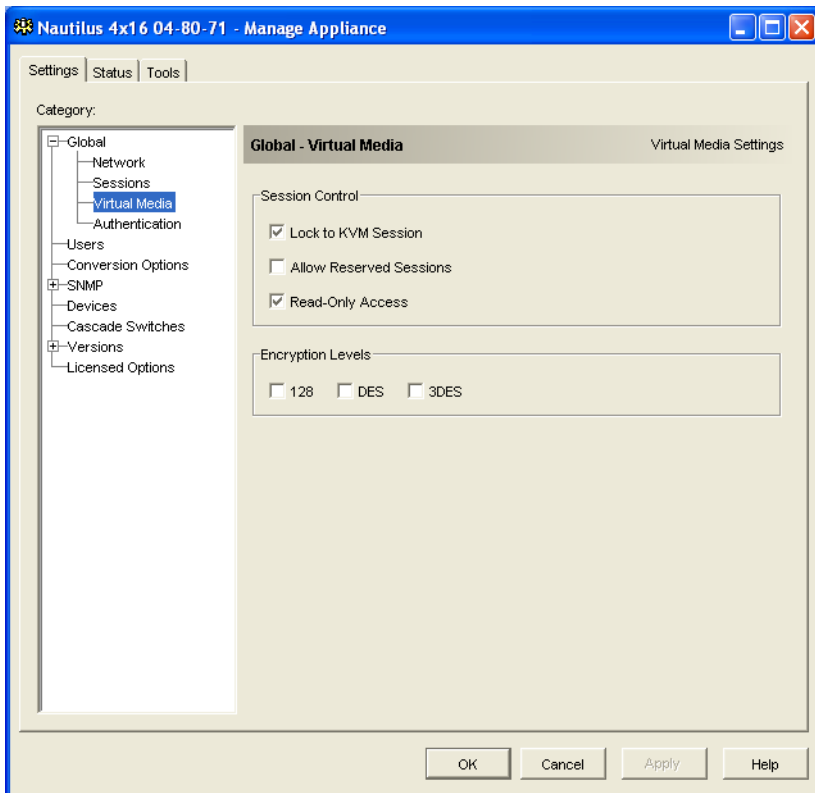 Nautilus 4x16 04-80-71 - Manage Appliance
Settings Status Tools
Category:
Global
Network
Sessions
Virtual Media
Authentication
Users
Conversion Options
SNMP
Devices
Cascade Switches
Versions
Licensed Options
Global - Virtual Media Virtual Media Settings
Session Control
Lock to KVM Session
Allow Reserved Sessions
Read-Only Access
Encryption Levels
128 DES 3DES
OK Cancel Apply Help